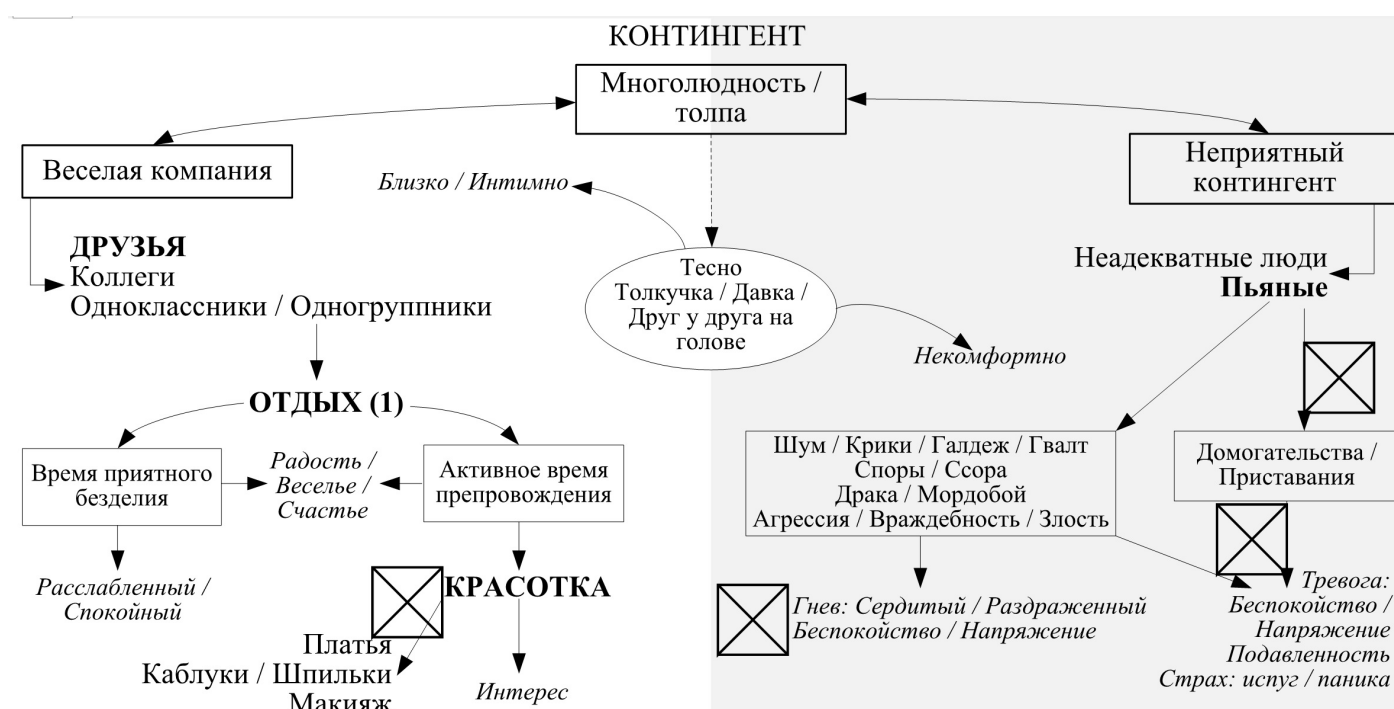 КОНТИНГЕНТ
Многолюдность /
толпа
Веселая компания
Неприятный
контингент
Близко / Интимно
ДРУЗЬЯ
Коллеги
Одноклассники / Одногруппники
Тесно
Толкучка / Давка /
Друг у друга на
голове
Неадекватные люди
Пьяные
Некомфортно
ОТДЫХ (1)
Время приятного
безделия
Радость /
Веселье /
Счастье
Активное время
препровождения
Шум / Крики / Галдеж / Гвалт
Споры / Ссора
Драка / Мордобой
Агрессия / Враждебность / Злость
Домогательства /
Приставания
Расслабленный /
Спокойный
КРАСОТКА
Платья
Каблуки / Шпильки
Макияж
Интерес
Гнев: Сердитый / Раздраженный
Беспокойство / Напряжение
Тревога:
Беспокойство /
Напряжение
Подавленность
Страх: испуг / паника